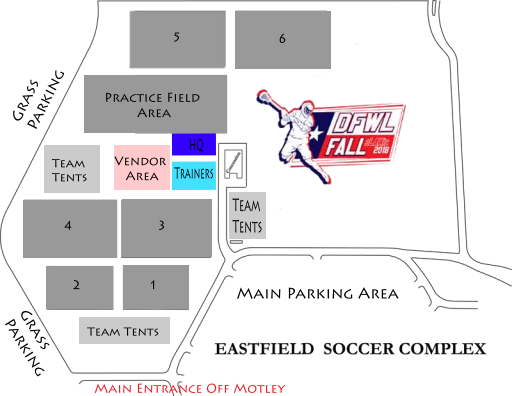 5
6
GRASS
PARKING
PRACTICE FIELD
AREA
HQ
DFWL
FALL
2018
TEAM
TENTS
VENDOR
AREA
TRAINERS
TEAM
TENTS
4
3
2
1
MAIN PARKING AREA
GRASS
PARKING
TEAM TENTS
EASTFIELD SOCCER COMPLEX
MAIN ENTRANCE OFF MOTLEY